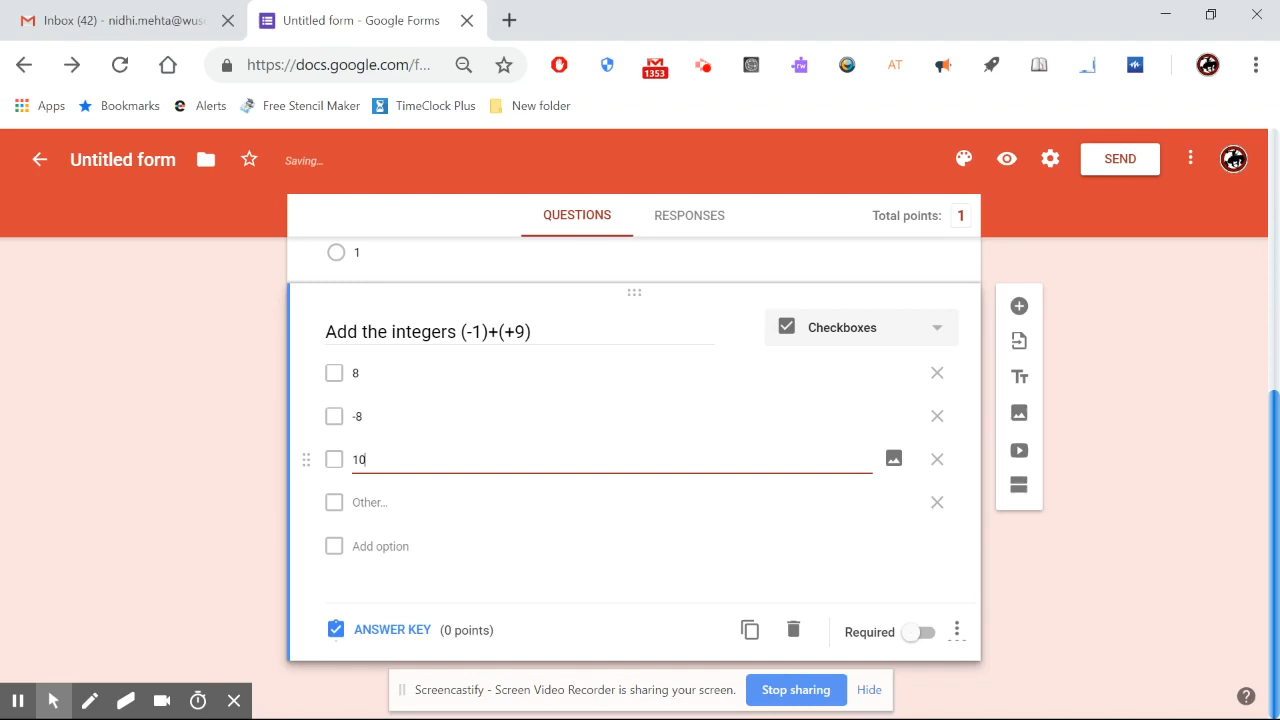 Inbox (42) - nidhi.mehta@wus
Untitled form - Google Forms
https://docs.google.com/f...
1353
rw
AT
Apps
Bookmarks
Alerts
Free Stencil Maker
TimeClock Plus
New folder
Untitled form
Saving...
SEND
QUESTIONS
RESPONSES
Total points: 1
1
Add the integers (-1)+(+9)
Checkboxes
8
-8
10
Other...
Add option
Tт
ANSWER KEY (0 points)
Required
Screencastify - Screen Video Recorder is sharing your screen.
Stop sharing
Hide